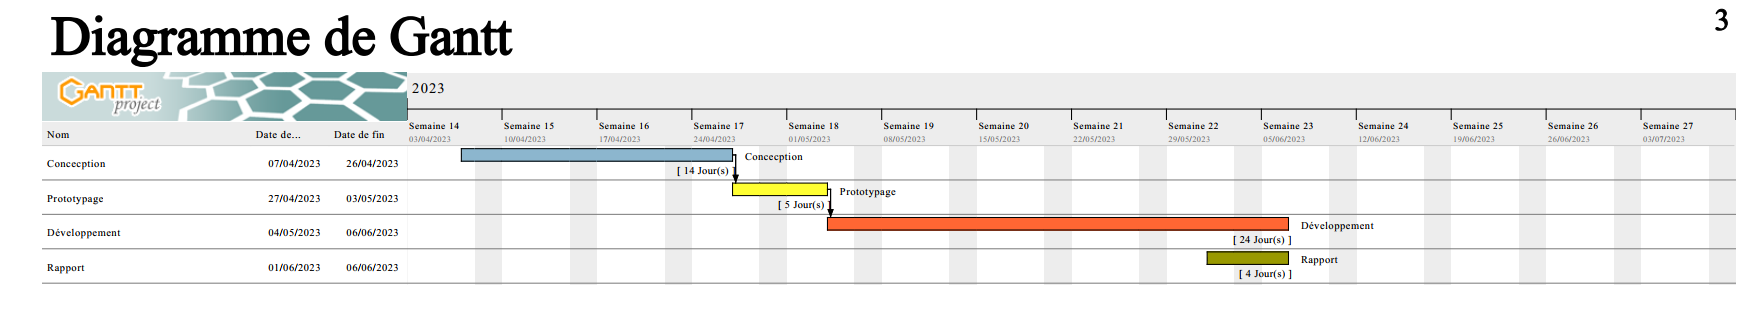 Diagramme de Gantt
3
GANTT
project
2023
Nom Date de... Date de fin
Semaine 14 Semaine 15 Semaine 16 Semaine 17 Semaine 18 Semaine 19 Semaine 20 Semaine 21 Semaine 22 Semaine 23 Semaine 24 Semaine 25 Semaine 26 Semaine 27
03/04/2023 10/04/2023 17/04/2023 24/04/2023 01/05/2023 08/05/2023 15/05/2023 22/05/2023 29/05/2023 05/06/2023 12/06/2023 19/06/2023 26/06/2023 03/07/2023
Concecption 07/04/2023 26/04/2023
Concecption
[ 14 Jour(s) ]
Prototypage 27/04/2023 03/05/2023
Prototypage
[ 5 Jour(s) ]
Développement 04/05/2023 06/06/2023
Développement
[ 24 Jour(s) ]
Rapport 01/06/2023 06/06/2023
Rapport
[ 4 Jour(s) ]